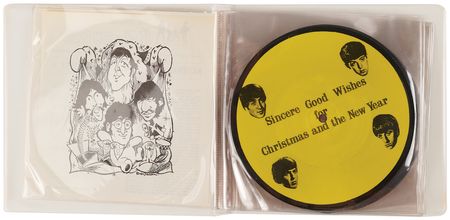 Sincere Good Wishes
for
Christmas and the New Year